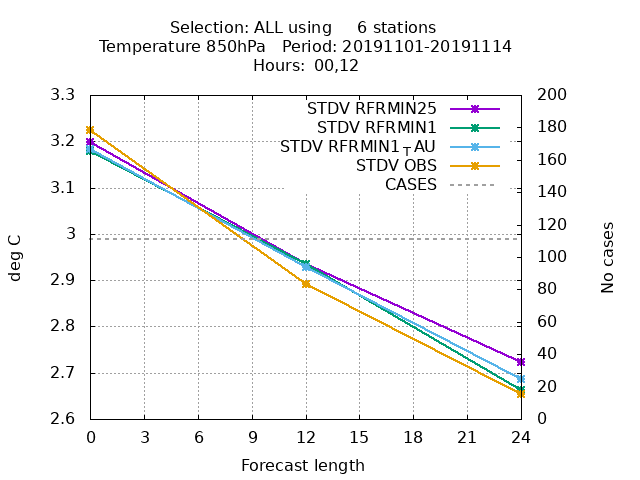 Selection: ALL using 6 stations
Temperature 850hPa Period: 20191101-20191114
Hours: 00,12
STDV RFRMIN25
STDV RFRMIN1
STDV RFRMIN1┬AU
STDV OBS
CASES
3.3
3.2
3.1
3
2.9
2.8
2.7
2.6
deg C
200
180
160
140
120
100
80
60
40
20
0
No cases
0 3 6 9 12 15 18 21 24
Forecast length